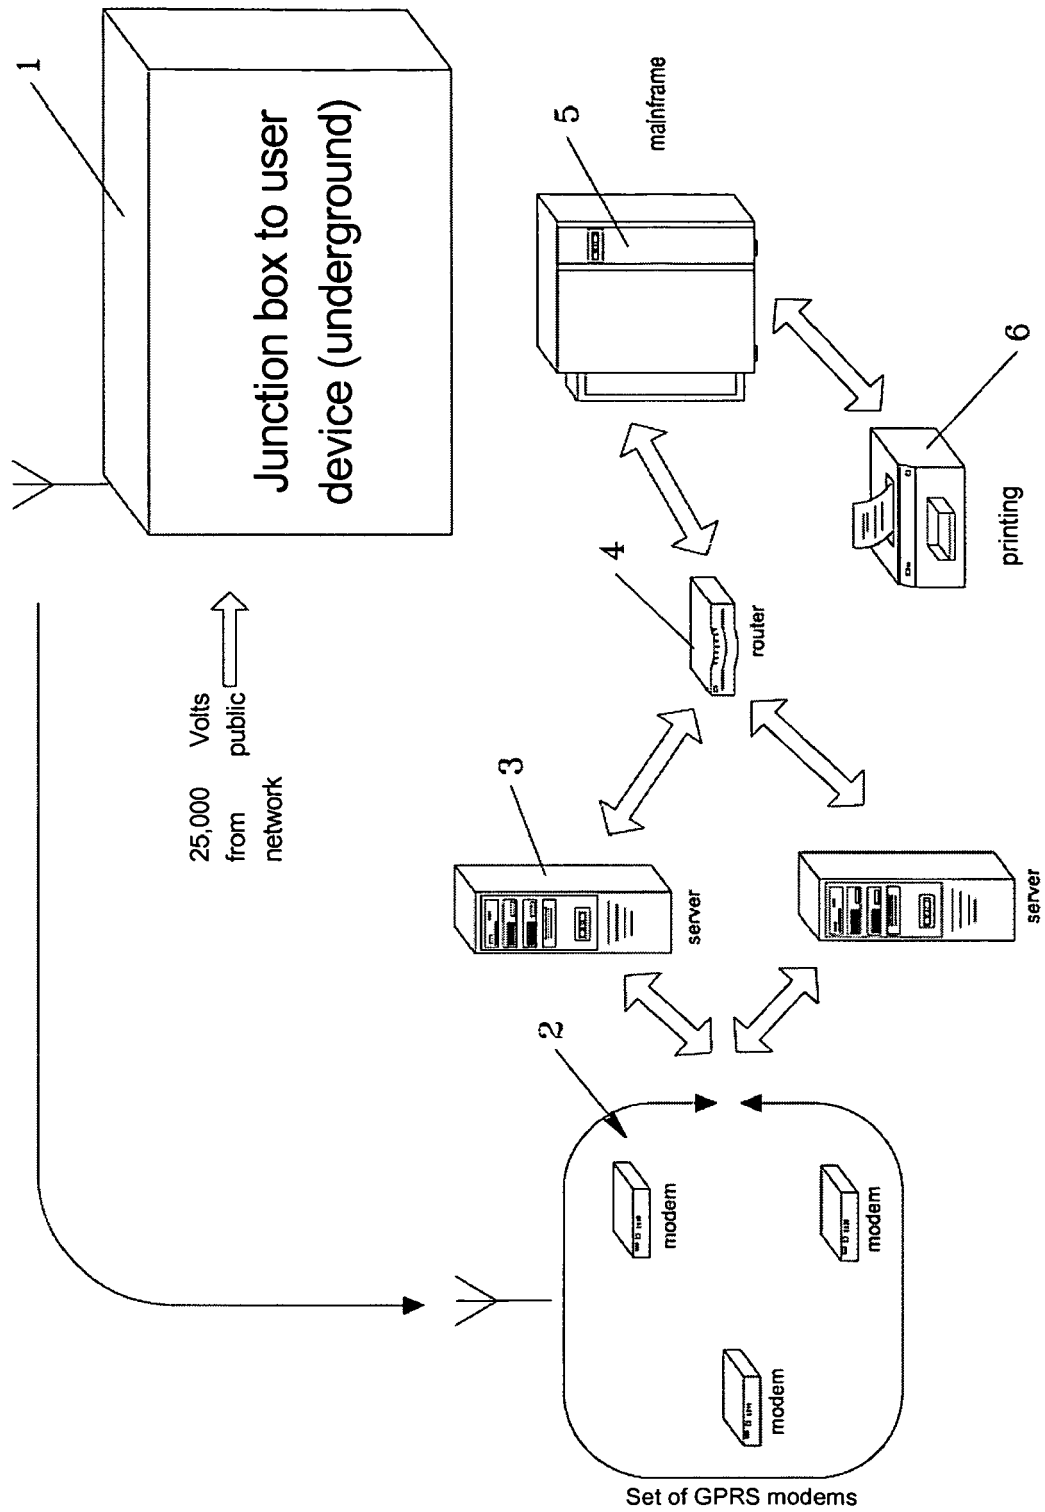 1
Junction box to user
device (underground)
25,000 Volts
from public
network
5
mainframe
6
printing
4
router
3
server
server
2
modem
modem
modem
Set of GPRS modems